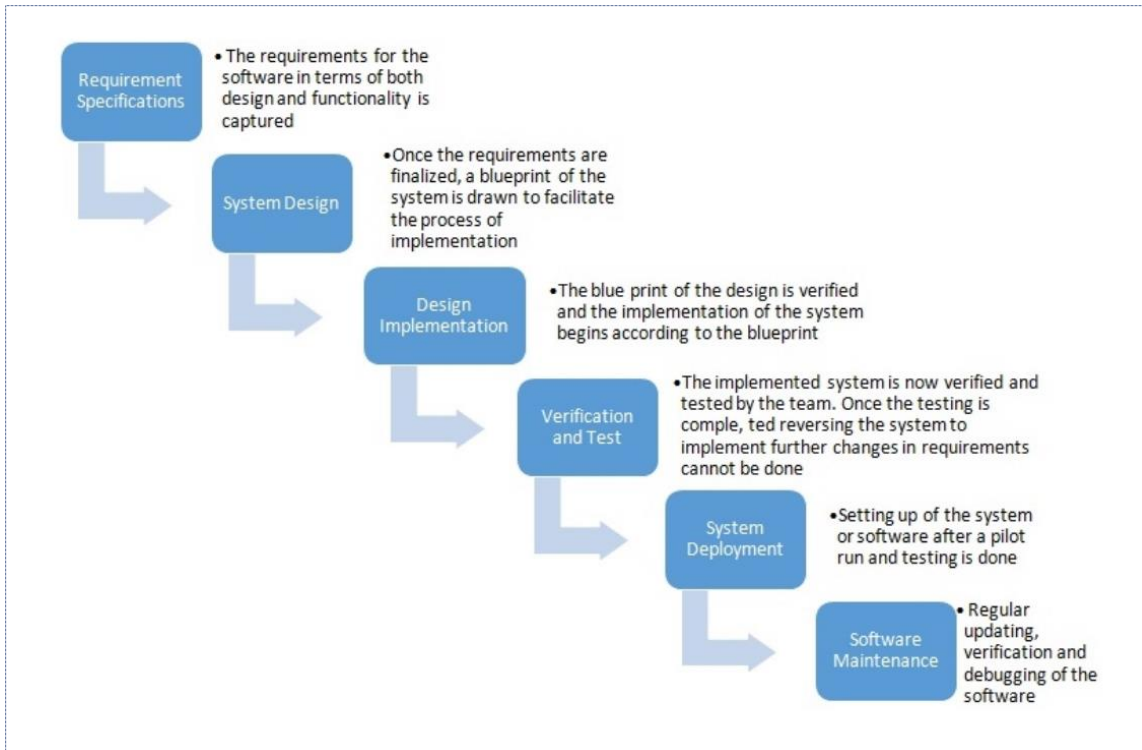 Requirement
Specifications
•The requirements for the
software in terms of both
design and functionality is
captured
System Design
•Once the requirements are
finalized, a blueprint of the
system is drawn to facilitate
the process of
implementation
Design
Implementation
•The blue print of the design is verified
and the implementation of the system
begins according to the blueprint
Verification
and Test
•The implemented system is now verified and
tested by the team. Once the testing is
comple, ted reversing the system to
implement further changes in requirements
cannot be done
System
Deployment
•Setting up of the system
or software after a pilot
run and testing is done
Software
Maintenance
•Regular
updating,
verification and
debugging of the
software